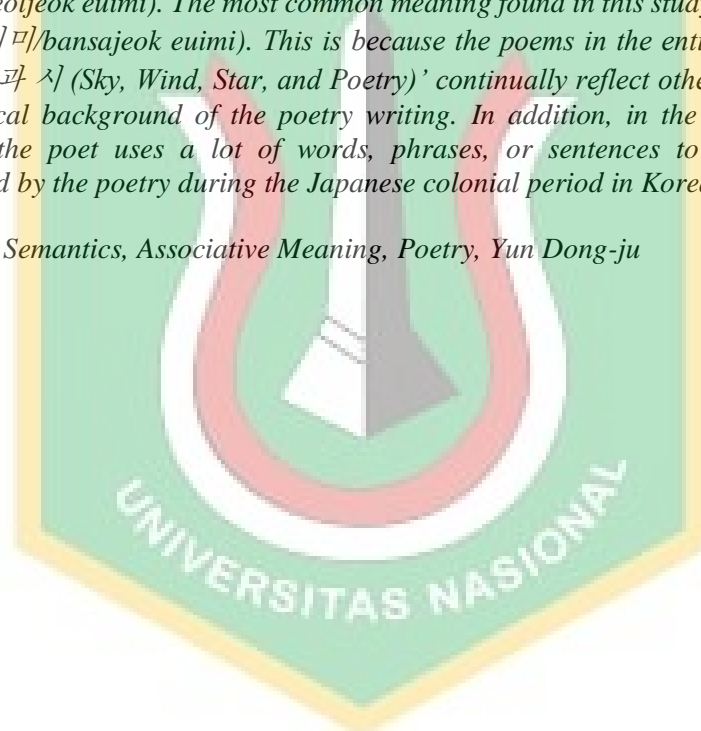 eoljeok euimi). The most common meaning found in this study
미/bansajeok euimi). This is because the poems in the enti
과 시 (Sky, Wind, Star, and Poetry)' continually reflect othe
cal background of the poetry writing. In addition, in the
the poet uses a lot of words, phrases, or sentences to
d by the poetry during the Japanese colonial period in Korea
Semantics, Associative Meaning, Poetry, Yun Dong-ju
UNIVERSITAS NASIONAL